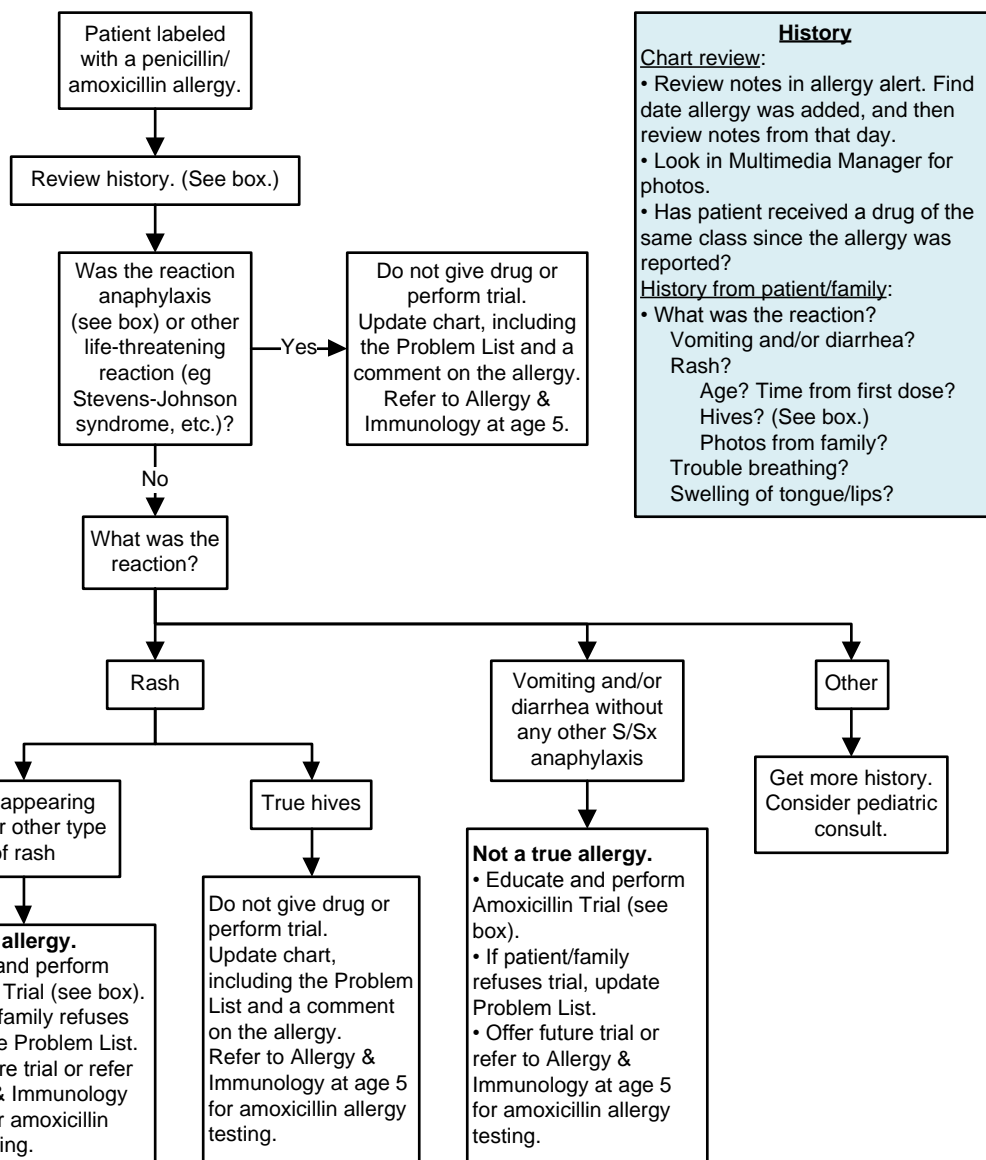 Patient labeled
with a penicillin/
amoxicillin allergy.
Review history. (See box.)
Was the reaction
anaphylaxis
(see box) or other
life-threatening
reaction (eg
Stevens-Johnson
syndrome, etc.)?
Yes
Do not give drug or
perform trial.
Update chart, including
the Problem List and a
comment on the allergy.
Refer to Allergy &
Immunology at age 5.
History
Chart review:
• Review notes in allergy alert. Find
date allergy was added, and then
review notes from that day.
• Look in Multimedia Manager for
photos.
• Has patient received a drug of the
same class since the allergy was
reported?
History from patient/family:
• What was the reaction?
Vomiting and/or diarrhea?
Rash?
Age? Time from first dose?
Hives? (See box.)
Photos from family?
Trouble breathing?
Swelling of tongue/lips?
No
What was the
reaction?
Rash
Vomiting and/or
diarrhea without
any other S/Sx
anaphylaxis
Other
appearing
other type
rash
True hives
Get more history.
Consider pediatric
consult.
allergy.
and perform
Trial (see box).
family refuses
Problem List.
trial or refer
& Immunology
amoxicillin
Do not give drug or
perform trial.
Update chart,
including the Problem
List and a comment
on the allergy.
Refer to Allergy &
Immunology at age 5
for amoxicillin allergy
testing.
Not a true allergy.
• Educate and perform
Amoxicillin Trial (see
box).
• If patient/family
refuses trial, update
Problem List.
• Offer future trial or
refer to Allergy &
Immunology at age 5
for amoxicillin allergy
testing.